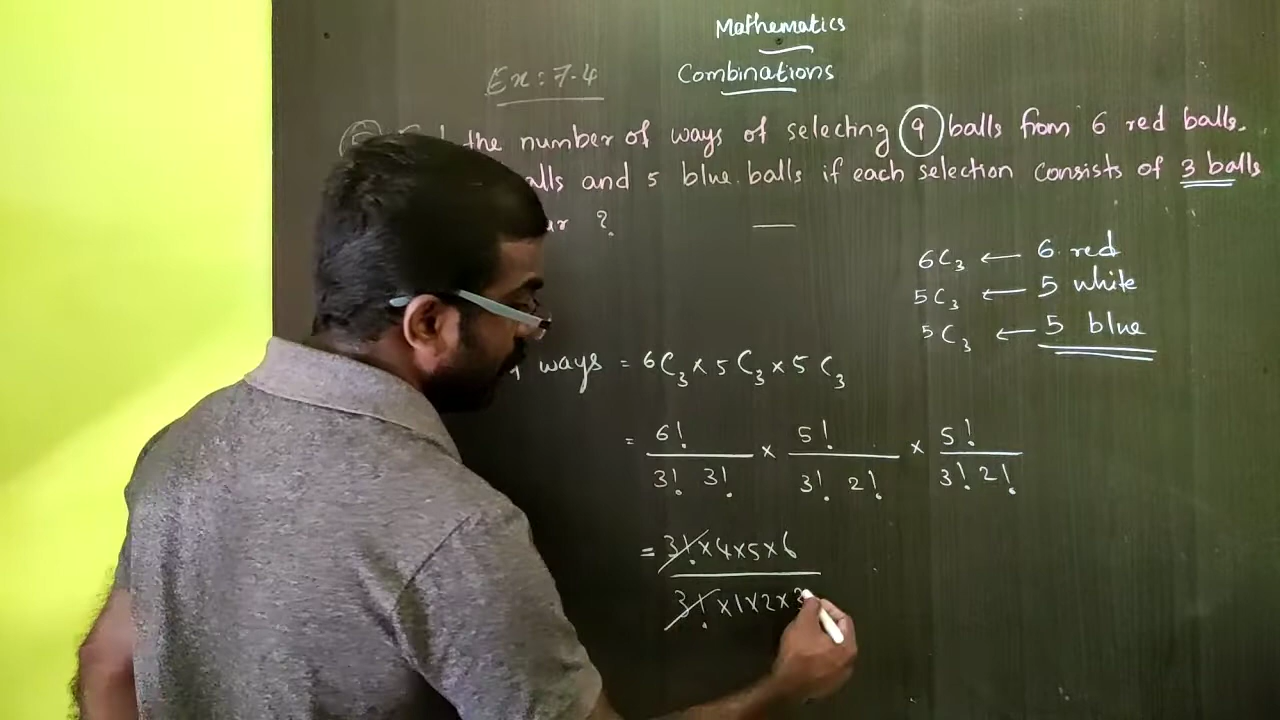 Mathematics
Combinations
Ex: 7.4
the number of ways of selecting 9 balls from 6 red balls.
alls and 5 blue balls if each selection consists of 3 balls
ur ?
6C₃ ← 6 red
5C₃ ← 5 white
5C₃ ← 5 blue
ways = 6C₃ × 5C₃ × 5C₃
= 6!/(3! 3!) × 5!/(3! 2!) × 5!/(3! 2!)
= 3!×4×5×6
3!×1×2×3